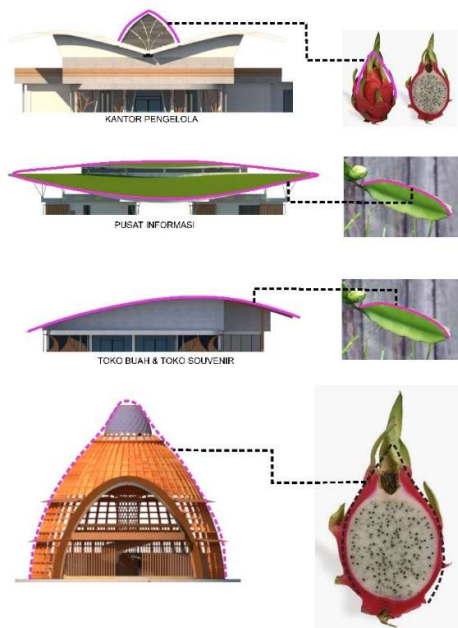 KANTOR PENGELOLA
PUSAT INFORMASI
TOKO BUAH & TOKO SOUVENIR